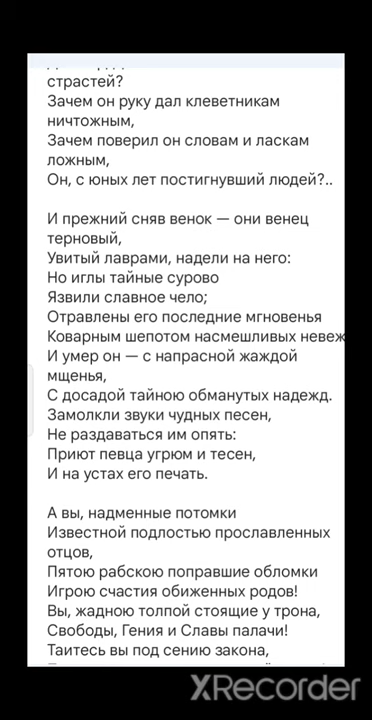 страстей?
Зачем он руку дал клеветникам
ничтожным,
Зачем поверил он словам и ласкам
ложным,
Он, с юных лет постигнувший людей?..
И прежний сняв венок — они венец
терновый,
Увитый лаврами, надели на него:
Но иглы тайные сурово
Язвили славное чело;
Отравлены его последние мгновенья
Коварным шепотом насмешливых невеж
И умер он — с напрасной жаждой
мщенья,
С досадой тайною обманутых надежд.
Замолкли звуки чудных песен,
Не раздаваться им опять:
Приют певца угрюм и тесен,
И на устах его печать.
А вы, надменные потомки
Известной подлостью прославленных
отцов,
Пятою рабскою поправшие обломки
Игрою счастия обиженных родов!
Вы, жадною толпой стоящие у трона,
Свободы, Гения и Славы палачи!
Таитесь вы под сению закона,
XRecorder